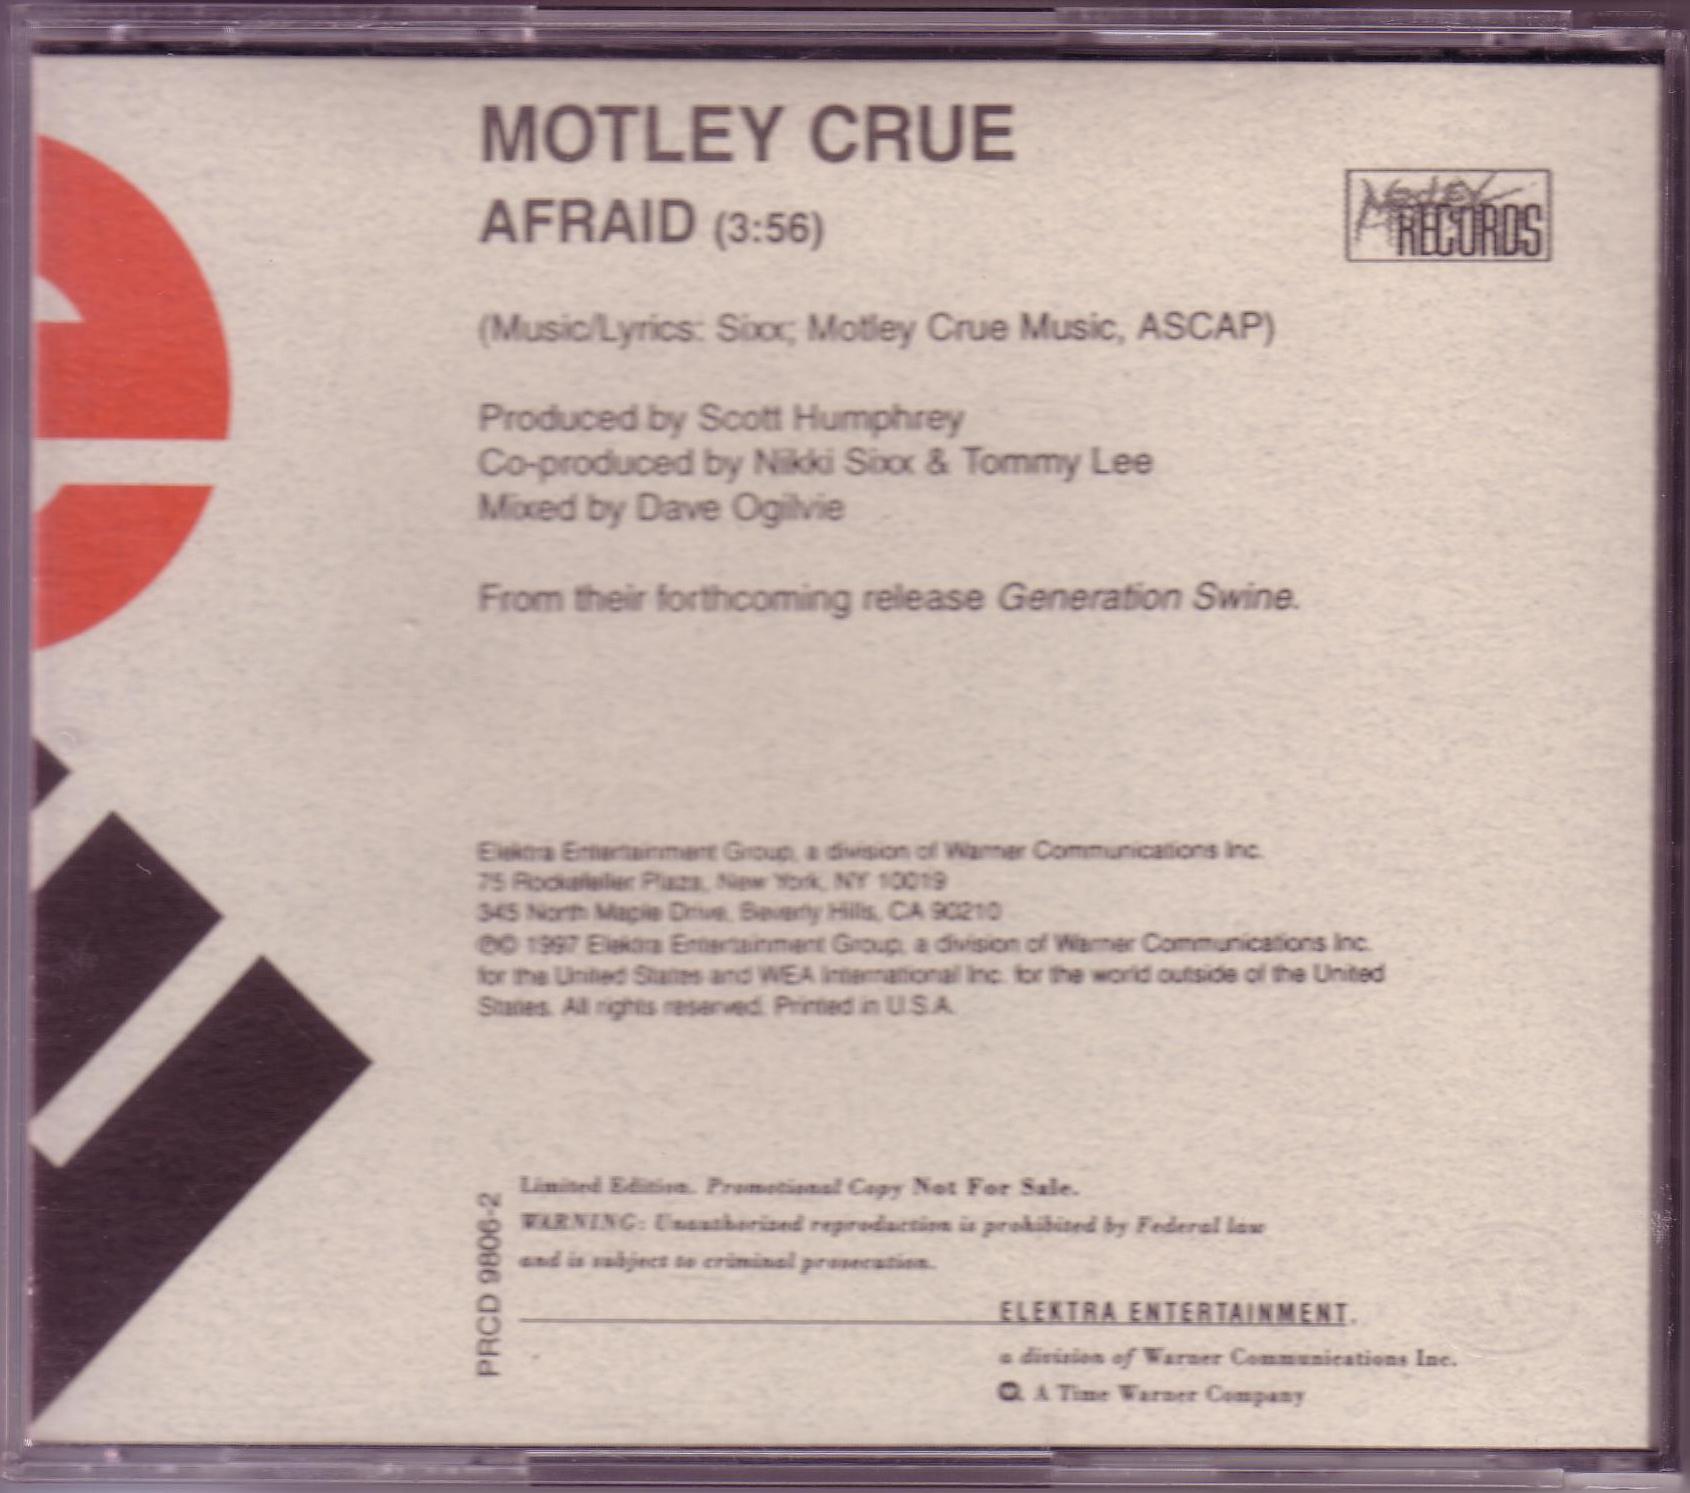 MOTLEY CRUE
AFRAID (3:56)
Motley
RECORDS
(Music/Lyrics: Sixx; Motley Crue Music, ASCAP)
Produced by Scott Humphrey
Co-produced by Nikki Sixx & Tommy Lee
Mixed by Dave Ogilvie
From their forthcoming release Generation Swine.
Elektra Entertainment Group, a division of Warner Communications Inc.
75 Rockefeller Plaza, New York, NY 10019
345 North Maple Drive, Beverly Hills, CA 90210
℗© 1997 Elektra Entertainment Group, a division of Warner Communications Inc.
for the United States and WEA International Inc. for the world outside of the United
States. All rights reserved. Printed in U.S.A.
PRCD 9806-2
Limited Edition. Promotional Copy Not For Sale.
WARNING: Unauthorized reproduction is prohibited by Federal law
and is subject to criminal prosecution.
ELEKTRA ENTERTAINMENT.
a division of Warner Communications Inc.
A Time Warner Company